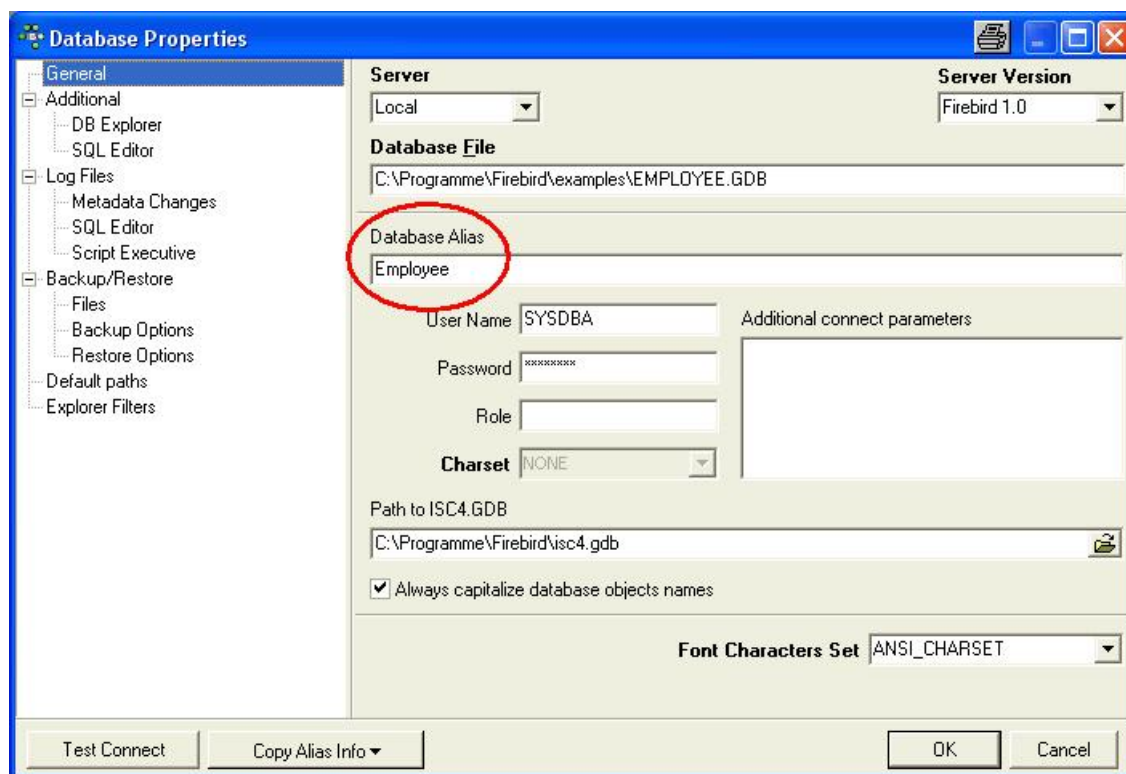 Database Properties
General
Additional
DB Explorer
SQL Editor
Log Files
Metadata Changes
SQL Editor
Script Executive
Backup/Restore
Files
Backup Options
Restore Options
Default paths
Explorer Filters
Server
Server Version
Local
Firebird 1.0
Database File
C:\Programme\Firebird\examples\EMPLOYEE.GDB
Database Alias
Employee
User Name SYSDBA
Additional connect parameters
Password ********
Role
Charset NONE
Path to ISC4.GDB
C:\Programme\Firebird\isc4.gdb
Always capitalize database objects names
Font Characters Set ANSI_CHARSET
Test Connect
Copy Alias Info
OK
Cancel